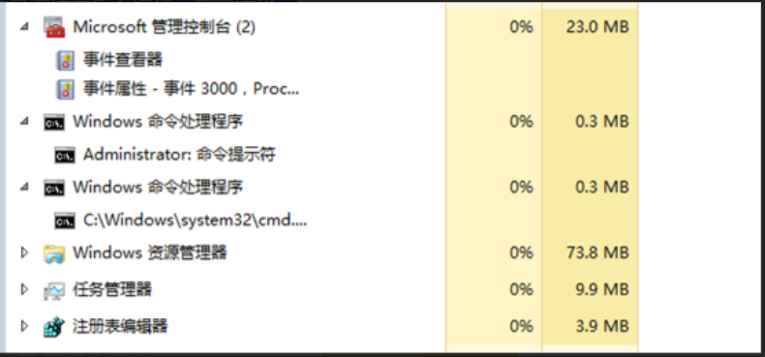 Microsoft 管理控制台 (2) 0% 23.0 MB
事件查看器
事件属性 - 事件 3000，Proc...
Windows 命令处理程序 0% 0.3 MB
Administrator: 命令提示符
Windows 命令处理程序 0% 0.3 MB
C:\Windows\system32\cmd....
Windows 资源管理器 0% 73.8 MB
任务管理器 0% 9.9 MB
注册表编辑器 0% 3.9 MB